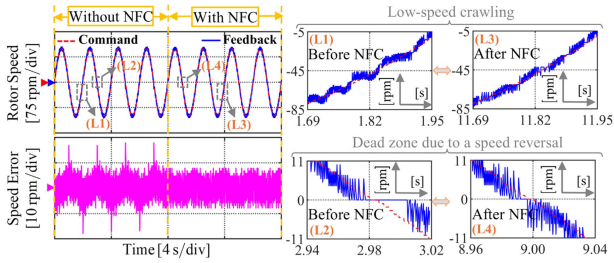 Without NFC
With NFC
Command
Feedback
(L2)
(L4)
(L1)
(L3)
Rotor Speed
[75 rpm/div]
Speed Error
[10 rpm/div]
Time[4 s/div]
Low-speed crawling
-5
(L1)
Before NFC
-45
[rpm]
[s]
-85
1.69
1.82
1.95
-5
(L3)
After NFC
-45
[rpm]
[s]
-85
11.69
11.82
11.95
Dead zone due to a speed reversal
11
[rpm]
[s]
0
Before NFC
(L2)
-11
2.94
2.98
3.02
11
[rpm]
[s]
0
After NFC
(L4)
-11
8.96
9.00
9.04